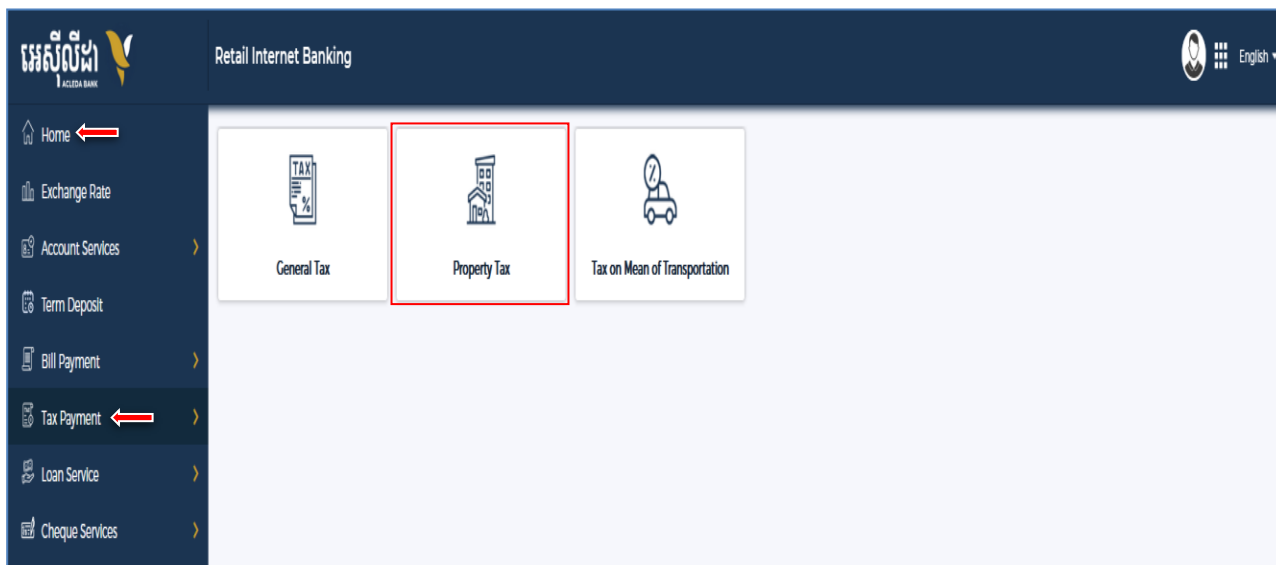 អេស៊ីលីដា
ACLEDA BANK
Retail Internet Banking
English
Home
Exchange Rate
Account Services
Term Deposit
Bill Payment
Tax Payment
Loan Service
Cheque Services
TAX
%
General Tax
Property Tax
%
Tax on Mean of Transportation